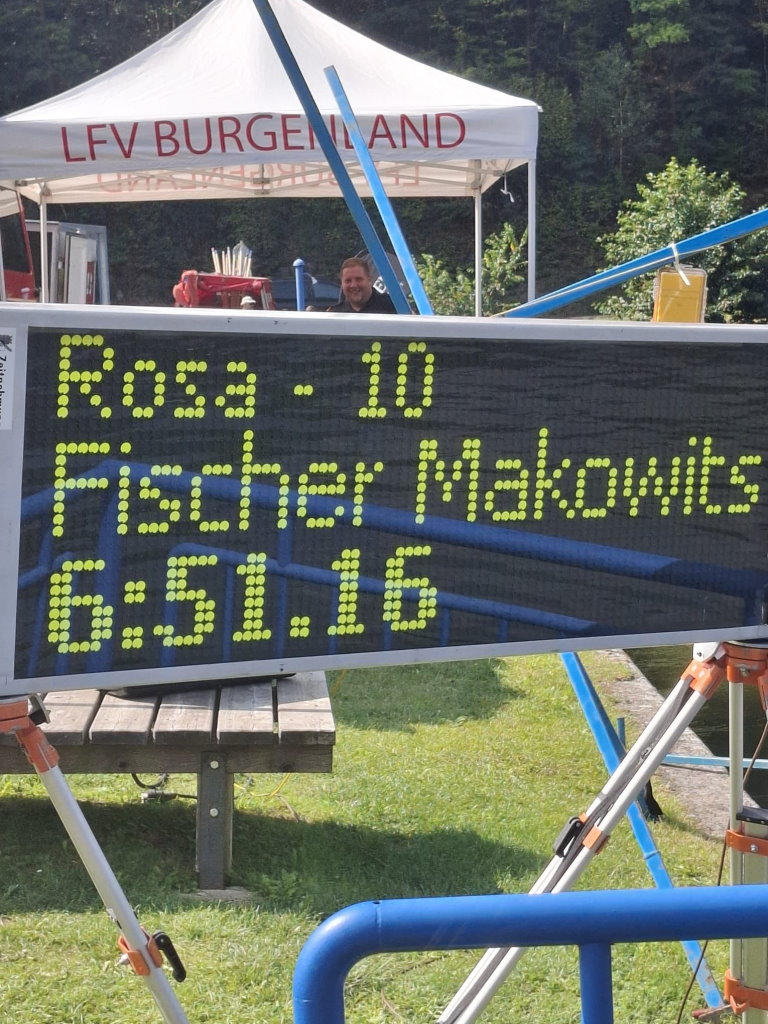 LFV BURGENLAND
Rosa - 10
Fischer Makowits
6:51.16